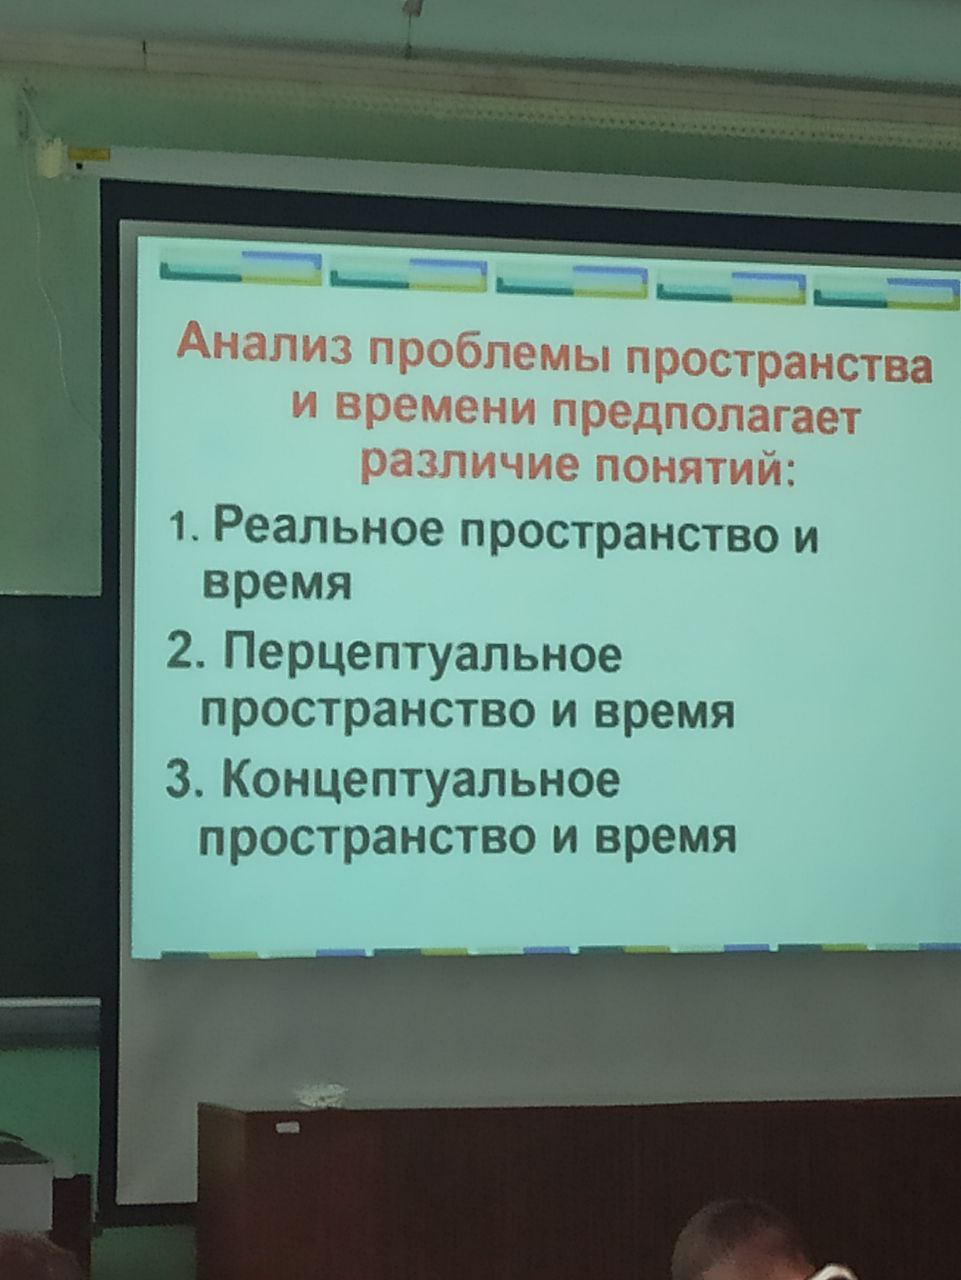 Анализ проблемы пространства
и времени предполагает
различие понятий:
1. Реальное пространство и
время
2. Перцептуальное
пространство и время
3. Концептуальное
пространство и время